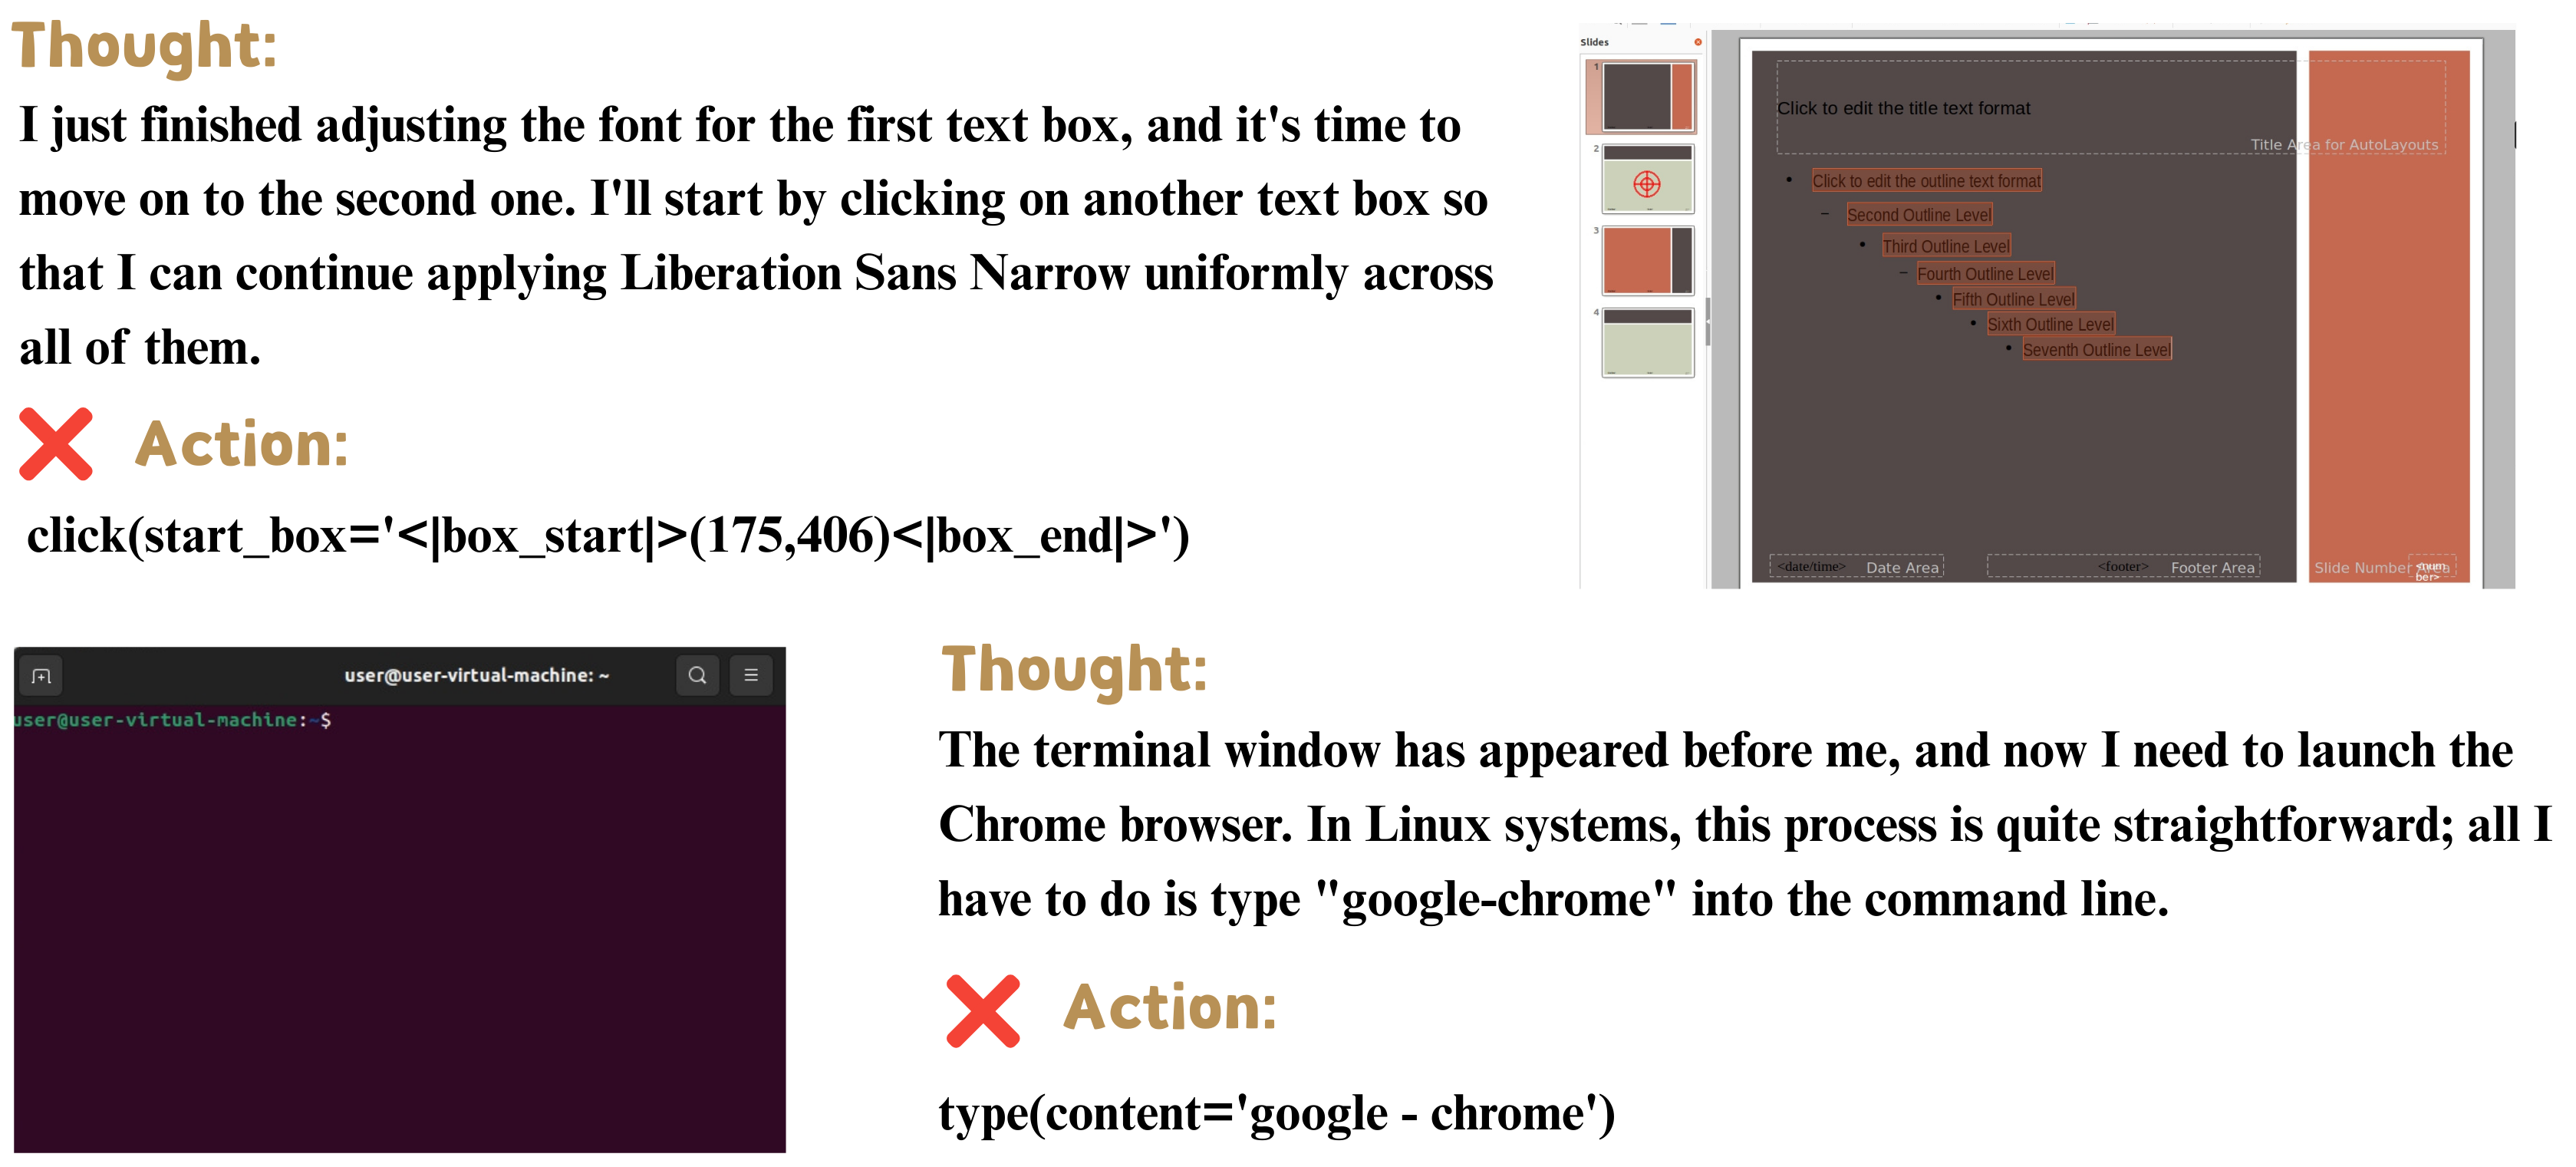 Thought:
I just finished adjusting the font for the first text box, and it's time to
move on to the second one. I'll start by clicking on another text box so
that I can continue applying Liberation Sans Narrow uniformly across
all of them.
Action:
click(start_box='<|box_start|>(175,406)<|box_end|>')
Slides
1
2
3
4
Click to edit the title text format
Title Area for AutoLayouts
• Click to edit the outline text format
– Second Outline Level
• Third Outline Level
– Fourth Outline Level
• Fifth Outline Level
• Sixth Outline Level
• Seventh Outline Level
<date/time> Date Area
<footer> Footer Area
Slide Number Area
<num
ber>
user@user-virtual-machine: ~
user@user-virtual-machine:~$
Thought:
The terminal window has appeared before me, and now I need to launch the
Chrome browser. In Linux systems, this process is quite straightforward; all I
have to do is type "google-chrome" into the command line.
Action:
type(content='google - chrome')